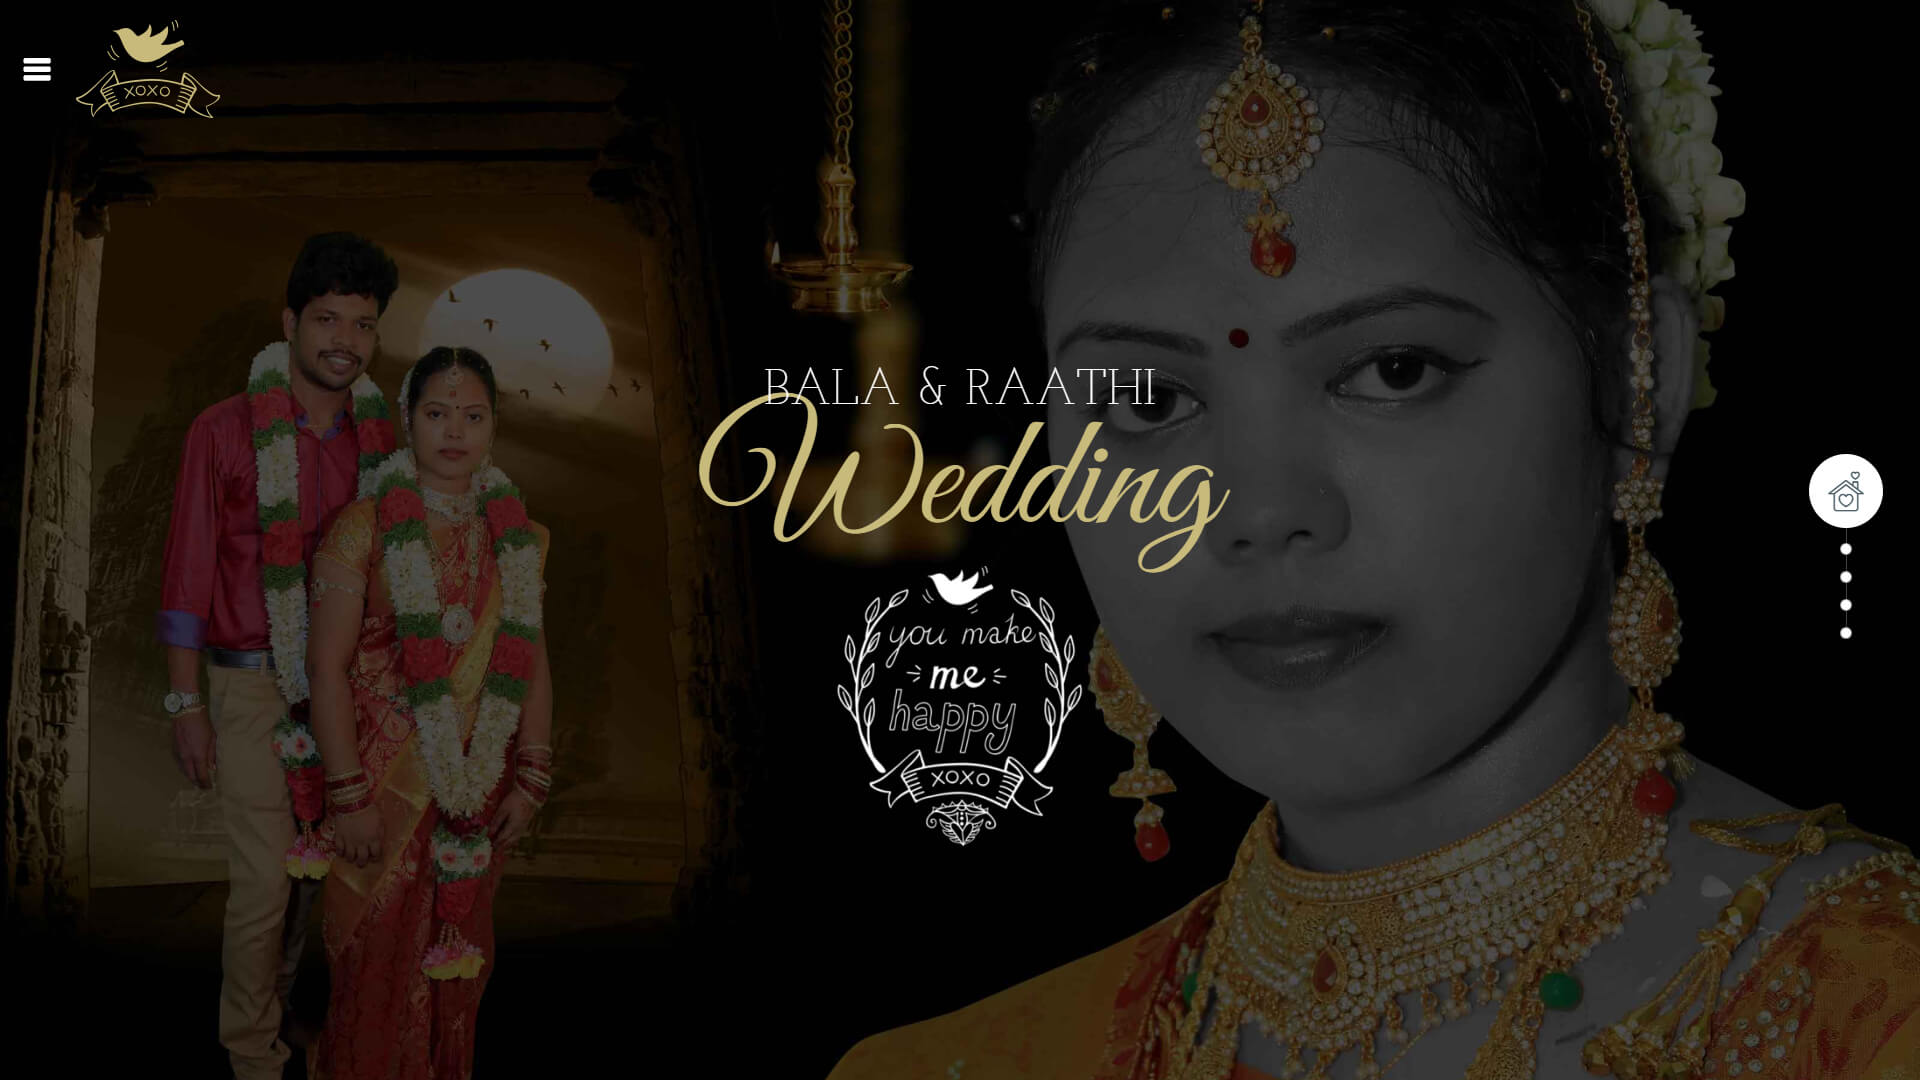 XOXO
BALA & RAATHI
Wedding
you make
me
happy
XOXO